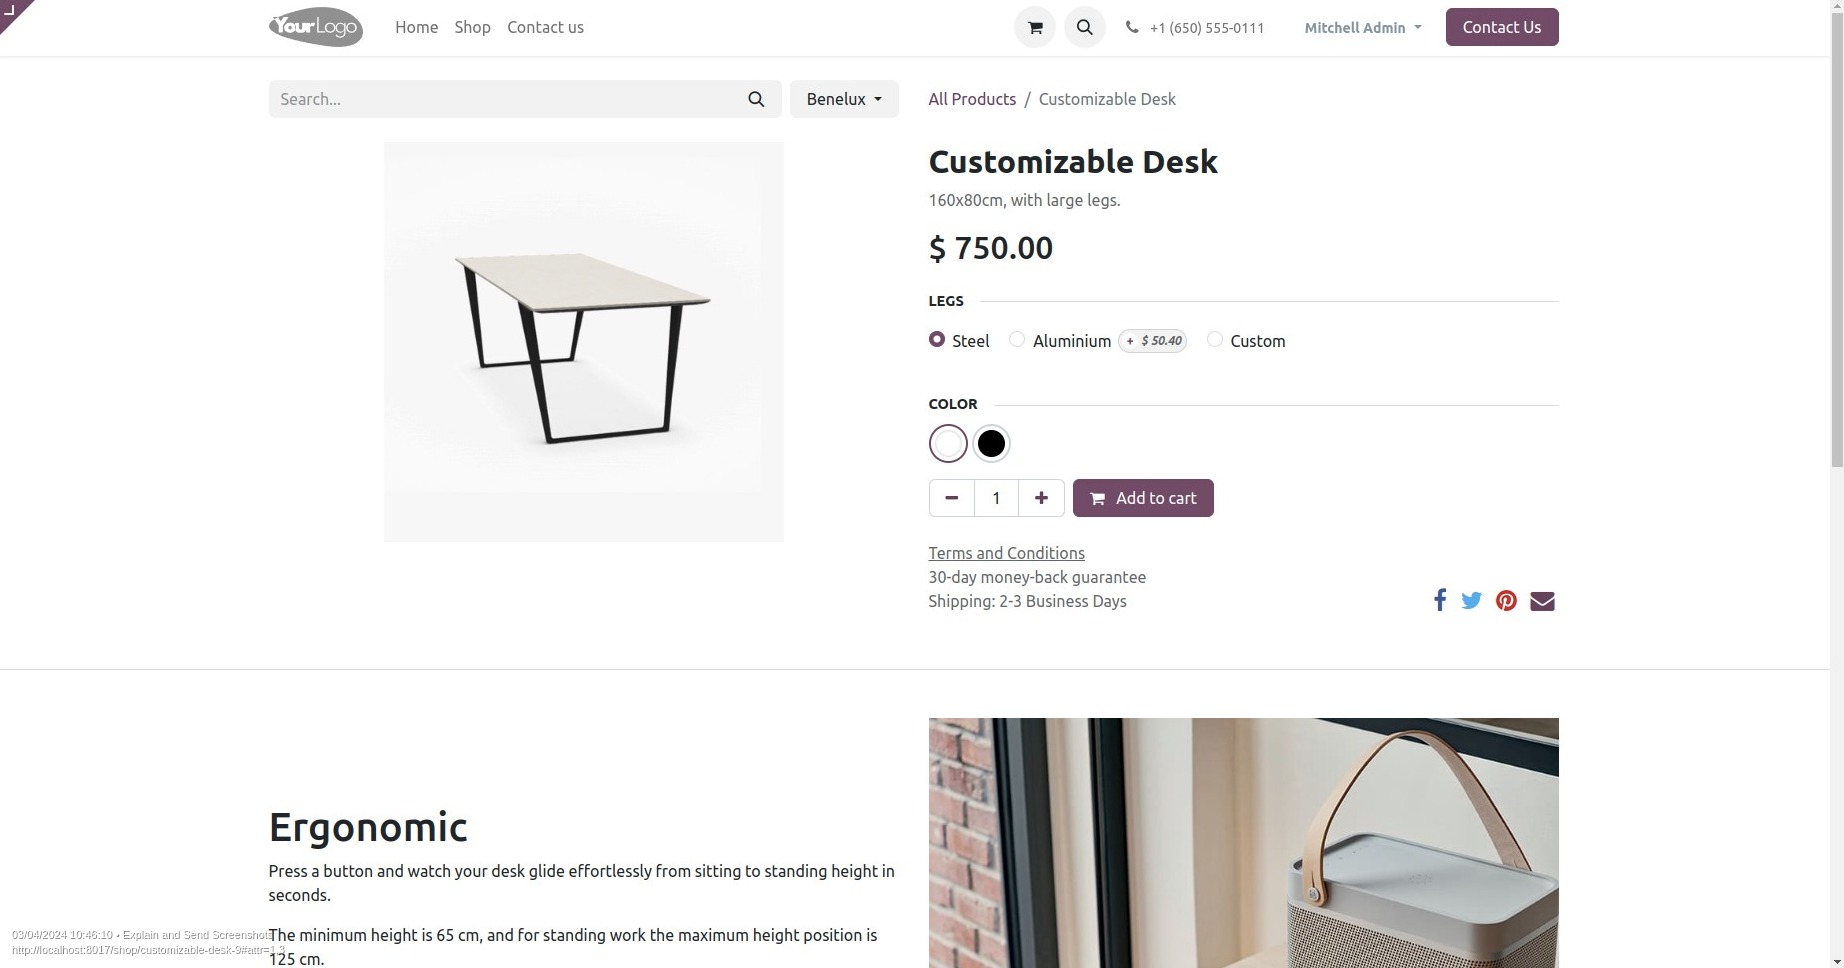 YourLogo
Home Shop Contact us
+1 (650) 555-0111
Mitchell Admin
Contact Us
Search...
Benelux
All Products / Customizable Desk
Customizable Desk
160x80cm, with large legs.
$ 750.00
LEGS
Steel Aluminium + $ 50.40 Custom
COLOR
1
Add to cart
Terms and Conditions
30-day money-back guarantee
Shipping: 2-3 Business Days
Ergonomic
Press a button and watch your desk glide effortlessly from sitting to standing height in
seconds.
The minimum height is 65 cm, and for standing work the maximum height position is
125 cm.
03/04/2024 10:46:10 • Explain and Send Screenshots
http://localhost:8017/shop/customizable-desk-9#attr=1,3